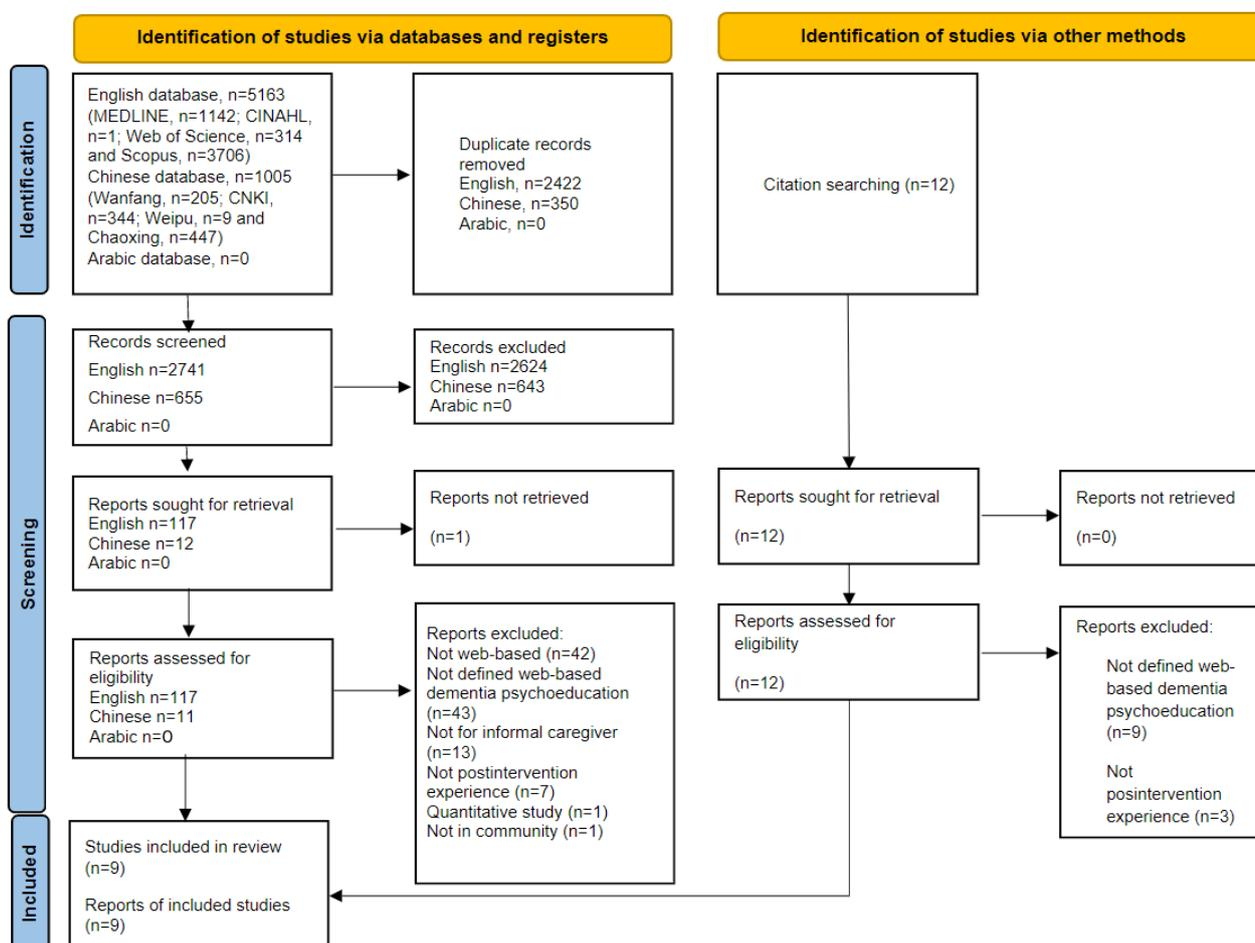 Identification of studies via databases and registers
Identification of studies via other methods
Identification
English database, n=5163
(MEDLINE, n=1142; CINAHL,
n=1; Web of Science, n=314
and Scopus, n=3706)
Chinese database, n=1005
(Wanfang, n=205; CNKI,
n=344; Weipu, n=9 and
Chaoxing, n=447)
Arabic database, n=0
Duplicate records
removed
English, n=2422
Chinese, n=350
Arabic, n=0
Citation searching (n=12)
Screening
Records screened
English n=2741
Chinese n=655
Arabic n=0
Records excluded
English n=2624
Chinese n=643
Arabic n=0
Reports sought for retrieval
English n=117
Chinese n=12
Arabic n=0
Reports not retrieved
(n=1)
Reports sought for retrieval
(n=12)
Reports not retrieved
(n=0)
Reports assessed for
eligibility
English n=117
Chinese n=11
Arabic n=0
Reports excluded:
Not web-based (n=42)
Not defined web-based
dementia psychoeducation
(n=43)
Not for informal caregiver
(n=13)
Not postintervention
experience (n=7)
Quantitative study (n=1)
Not in community (n=1)
Reports assessed for
eligibility
(n=12)
Reports excluded:
Not defined web-
based dementia
psychoeducation
(n=9)
Not
posintervention
experience (n=3)
Included
Studies included in review
(n=9)
Reports of included studies
(n=9)